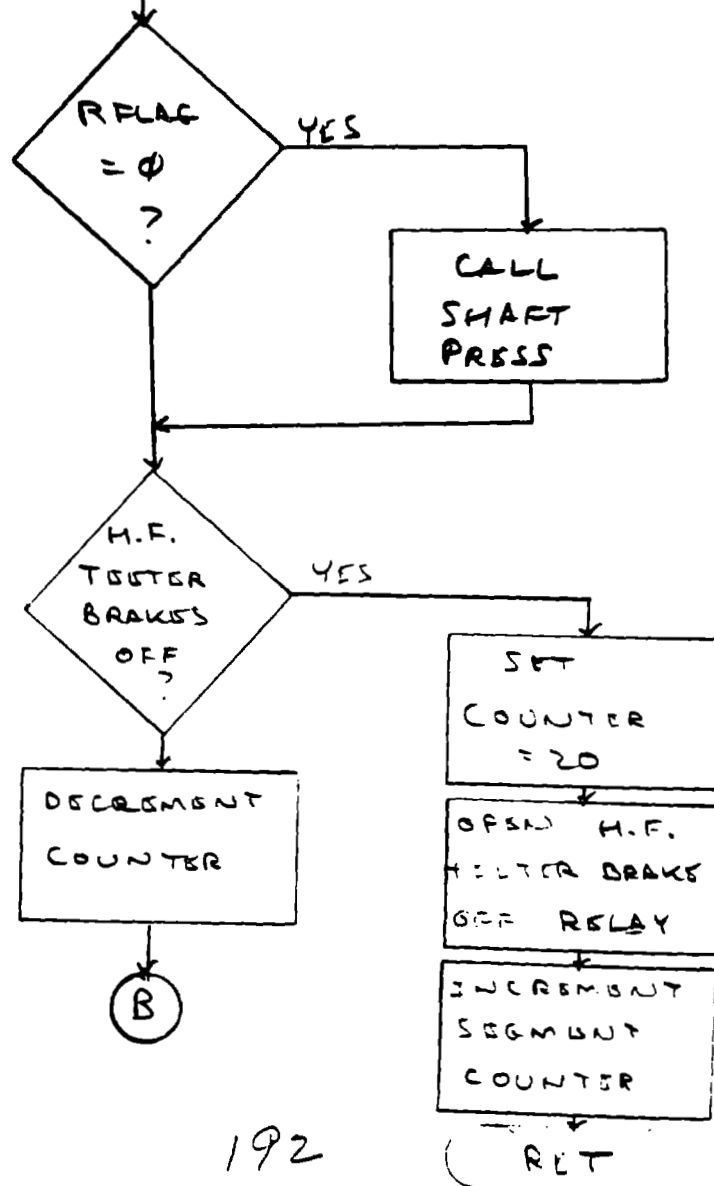 RFLAG
= φ
?
YES
CALL
SHAFT
PRESS
H.F.
TEETER
BRAKES
OFF
?
YES
SET
COUNTER
= 20
DECREMENT
COUNTER
OPEN H.F.
BRAKE
OFF RELAY
INCREMENT
SEGMENT
COUNTER
B
RET
192